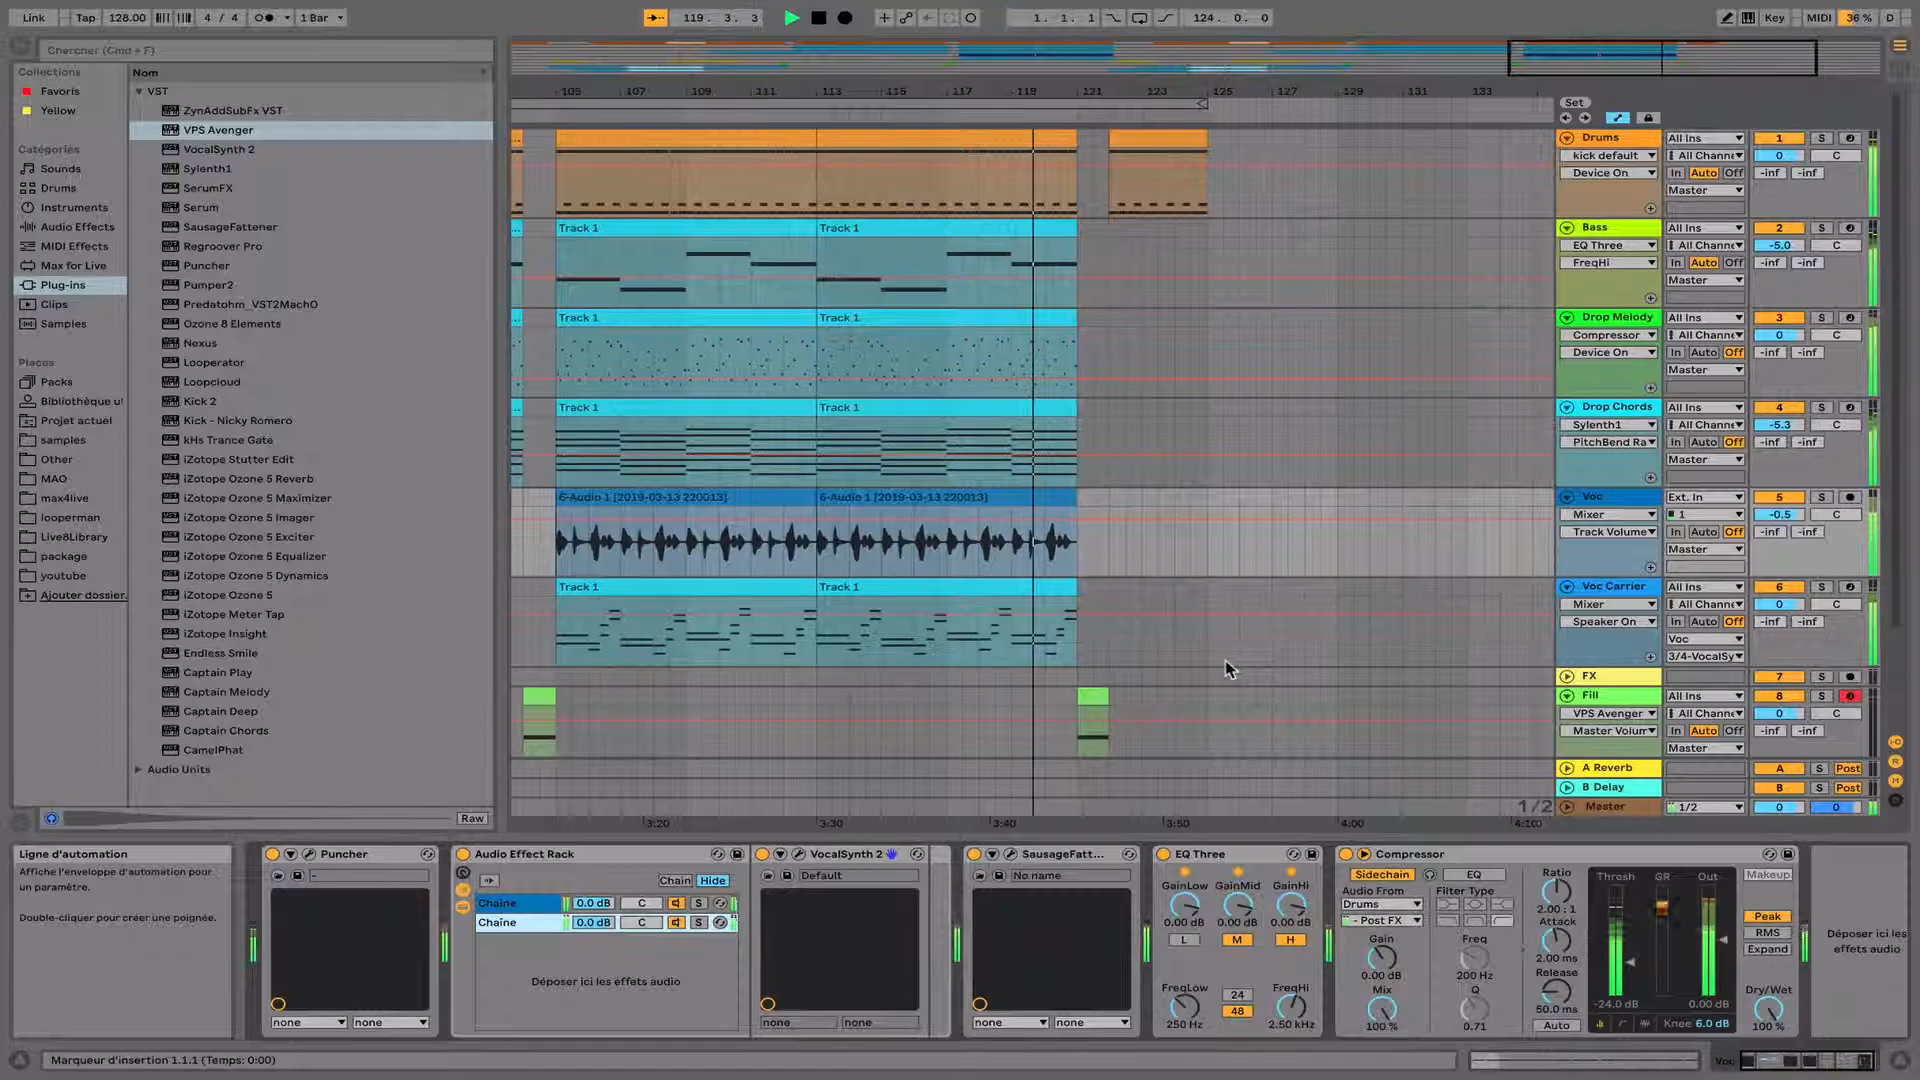 Link Tap 128.00 4 / 4 1 Bar 119. 3. 3 1. 1. 1 124. 0. 0 Key MIDI 36 % D
Chercher (Cmd + F)
Collections
Favoris
Yellow
Catégories
Sounds
Drums
Instruments
Audio Effects
MIDI Effects
Max for Live
Plug-ins
Clips
Samples
Places
Packs
Bibliothèque u
Projet actuel
samples
Other
MAO
max4live
looperman
Live8Library
package
youtube
Ajouter dossier.
Nom
VST
ZynAddSubFx VST
VPS Avenger
VocalSynth 2
Sylenth1
SerumFX
Serum
SausageFattener
Regroover Pro
Puncher
Pumper2
Predatohm_VST2MachO
Ozone 8 Elements
Nexus
Looperator
Loopcloud
Kick 2
Kick - Nicky Romero
kHs Trance Gate
iZotope Stutter Edit
iZotope Ozone 5 Reverb
iZotope Ozone 5 Maximizer
iZotope Ozone 5 Imager
iZotope Ozone 5 Exciter
iZotope Ozone 5 Equalizer
iZotope Ozone 5 Dynamics
iZotope Ozone 5
iZotope Meter Tap
iZotope Insight
Endless Smile
Captain Play
Captain Melody
Captain Deep
Captain Chords
CamelPhat
Audio Units
Raw
105 107 109 111 113 115 117 119 121 123 125 127 129 131 133
Set
Track 1 Track 1
Track 1 Track 1
Track 1 Track 1
6-Audio 1 [2019-03-13 220013] 6-Audio 1 [2019-03-13 220013]
Track 1 Track 1
1/2
3:20 3:30 3:40 3:50 4:00 4:10
Drums All Ins 1 S
kick default All Channe 0 C
Device On In Auto Off -inf -inf
Master
Bass All Ins 2 S
EQ Three All Channe -5.0 C
FreqHi In Auto Off -inf -inf
Master
Drop Melody All Ins 3 S
Compressor All Channe 0 C
Device On In Auto Off -inf -inf
Master
Drop Chords All Ins 4 S
Sylenth1 All Channe -5.3 C
PitchBend Ra In Auto Off -inf -inf
Master
Voc Ext. In 5 S
Mixer 1 -0.5 C
Track Volume In Auto Off -inf -inf
Master
Voc Carrier All Ins 6 S
Mixer All Channe 0 C
Speaker On In Auto Off -inf -inf
Voc
3/4-VocalSy
FX 7 S
Fill All Ins 8 S
VPS Avenger All Channe 0 C
Master Volum In Auto Off -inf -inf
Master
A Reverb A S Post
B Delay B S Post
Master 1/2 0 0
Ligne d'automation
Affiche l'enveloppe d'automation pour
un paramètre.
Double-cliquer pour créer une poignée.
Puncher
-
none none
Audio Effect Rack
Chain Hide
Chaîne 0.0 dB C S
Chaîne 0.0 dB C S
Déposer ici les effets audio
VocalSynth 2
Default
none none
SausageFatt...
No name
none none
EQ Three
GainLow GainMid GainHi
0.00 dB 0.00 dB 0.00 dB
L M H
FreqLow 24 FreqHi
250 Hz 48 2.50 kHz
Compressor
Sidechain EQ
Audio From Filter Type
Drums
Post FX
Gain Freq
0.00 dB 200 Hz
Mix Q
100 % 0.71
Ratio
2.00 : 1
Attack
2.00 ms
Release
50.0 ms
Auto
Thresh GR Out
-24.0 dB 0.00 dB
Knee 6.0 dB
Makeup
Peak
RMS
Expand
Dry/Wet
100 %
Déposer ici les
effets audio
Marqueur d'insertion 1.1.1 (Temps: 0:00)
Voc